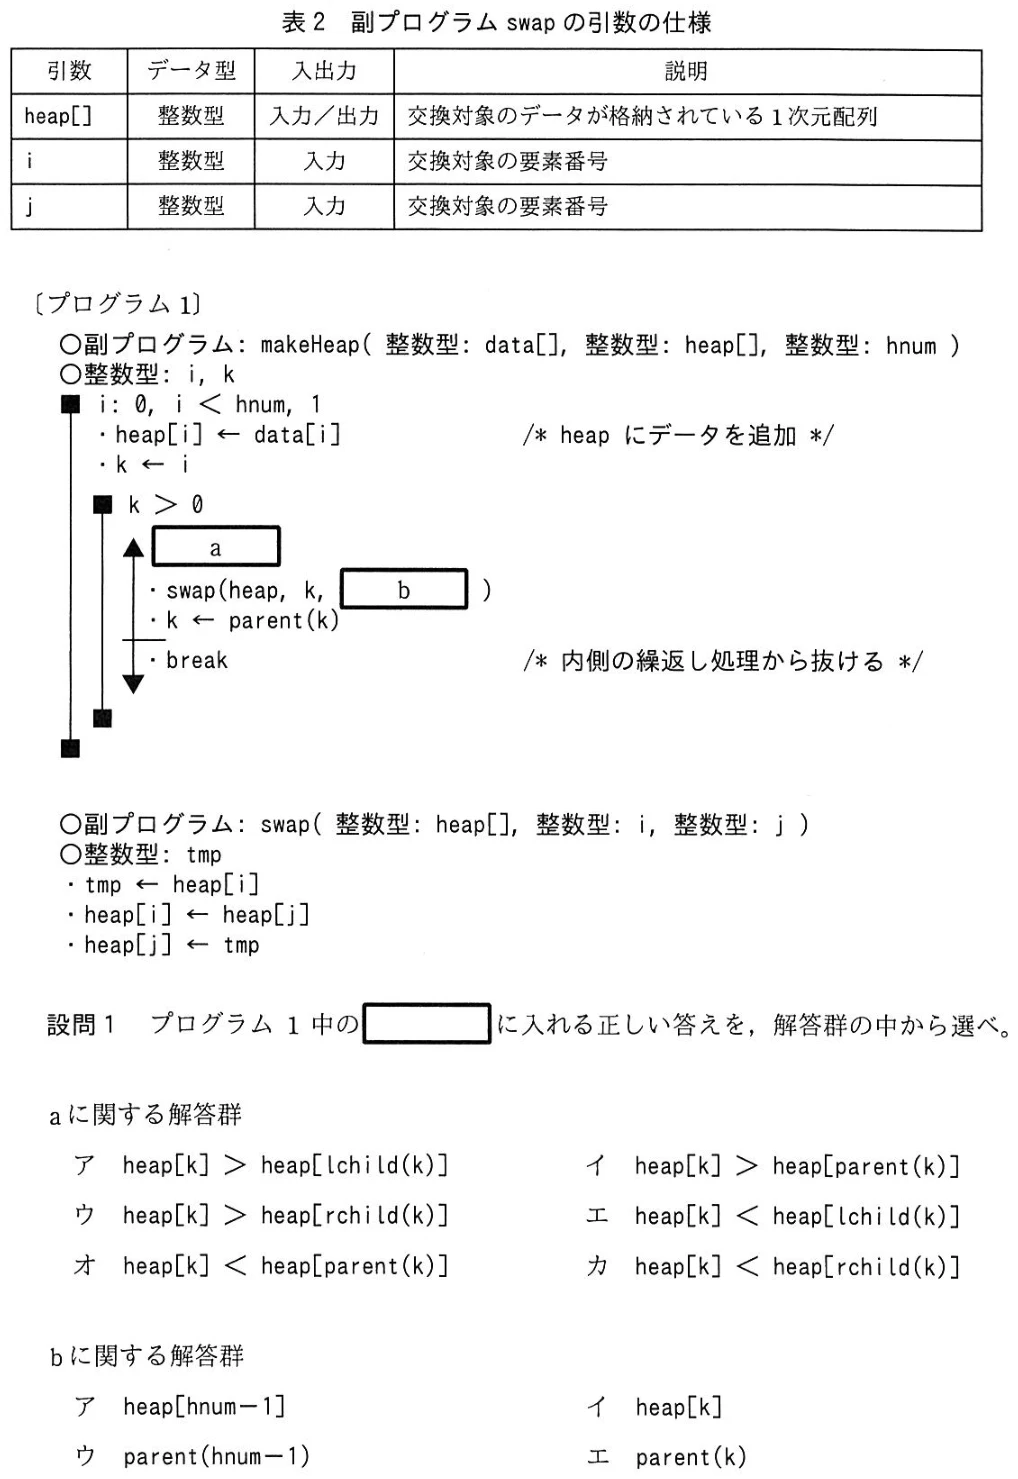 表2 副プログラム swap の引数の仕様
引数 データ型 入出力 説明
heap[] 整数型 入力／出力 交換対象のデータが格納されている1次元配列
i 整数型 入力 交換対象の要素番号
j 整数型 入力 交換対象の要素番号
〔プログラム1〕
○副プログラム: makeHeap( 整数型: data[], 整数型: heap[], 整数型: hnum )
○整数型: i, k
■ i: 0, i ＜ hnum, 1
・heap[i] ← data[i] /* heap にデータを追加 */
・k ← i
■ k ＞ 0
a
・swap(heap, k, b )
・k ← parent(k)
・break /* 内側の繰返し処理から抜ける */
○副プログラム: swap( 整数型: heap[], 整数型: i, 整数型: j )
○整数型: tmp
・tmp ← heap[i]
・heap[i] ← heap[j]
・heap[j] ← tmp
設問1 プログラム 1 中の に入れる正しい答えを，解答群の中から選べ。
aに関する解答群
ア heap[k] ＞ heap[lchild(k)] イ heap[k] ＞ heap[parent(k)]
ウ heap[k] ＞ heap[rchild(k)] エ heap[k] ＜ heap[lchild(k)]
オ heap[k] ＜ heap[parent(k)] カ heap[k] ＜ heap[rchild(k)]
bに関する解答群
ア heap[hnum－1] イ heap[k]
ウ parent(hnum－1) エ parent(k)